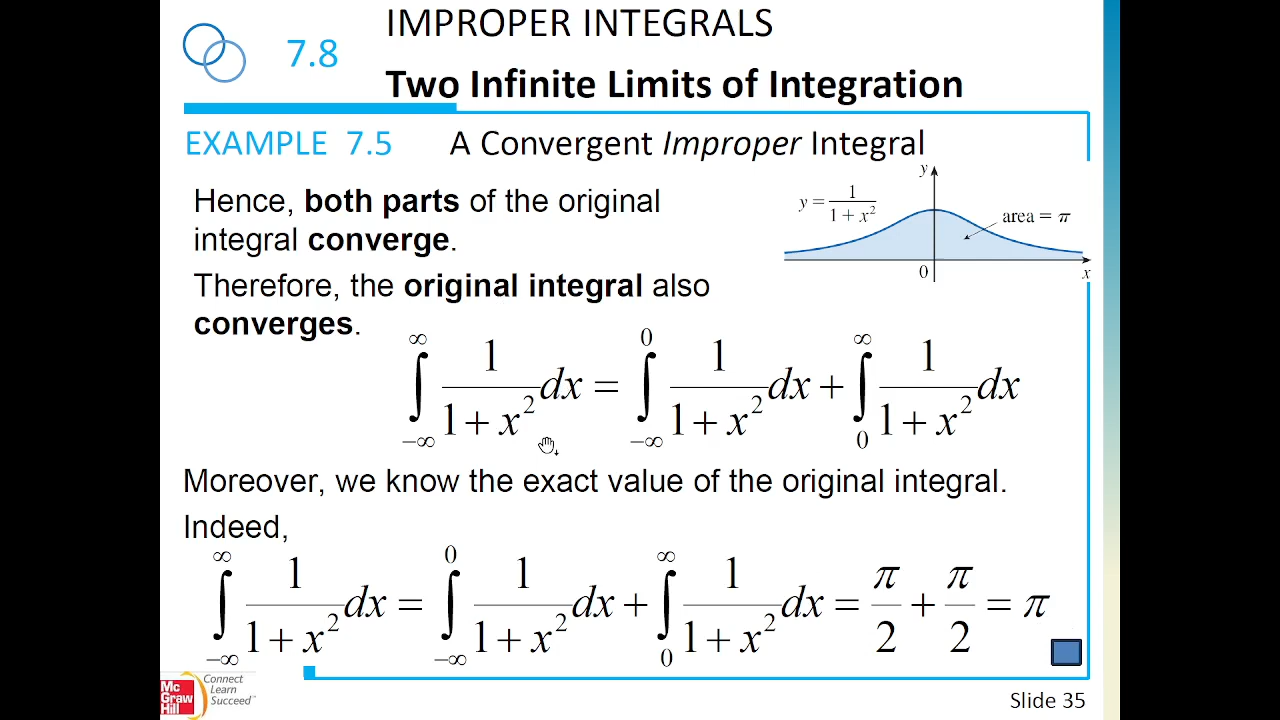 IMPROPER INTEGRALS
7.8
Two Infinite Limits of Integration
EXAMPLE 7.5 A Convergent Improper Integral
Hence, both parts of the original
integral converge.
Therefore, the original integral also
converges.
y
y = 1/(1 + x²)
area = π
0
x
∫_{-∞}^{∞} 1/(1 + x²) dx = ∫_{-∞}^{0} 1/(1 + x²) dx + ∫_{0}^{∞} 1/(1 + x²) dx
Moreover, we know the exact value of the original integral.
Indeed,
∫_{-∞}^{∞} 1/(1 + x²) dx = ∫_{-∞}^{0} 1/(1 + x²) dx + ∫_{0}^{∞} 1/(1 + x²) dx = π/2 + π/2 = π
Mc
Graw
Hill
Connect
Learn
Succeed™
Slide 35